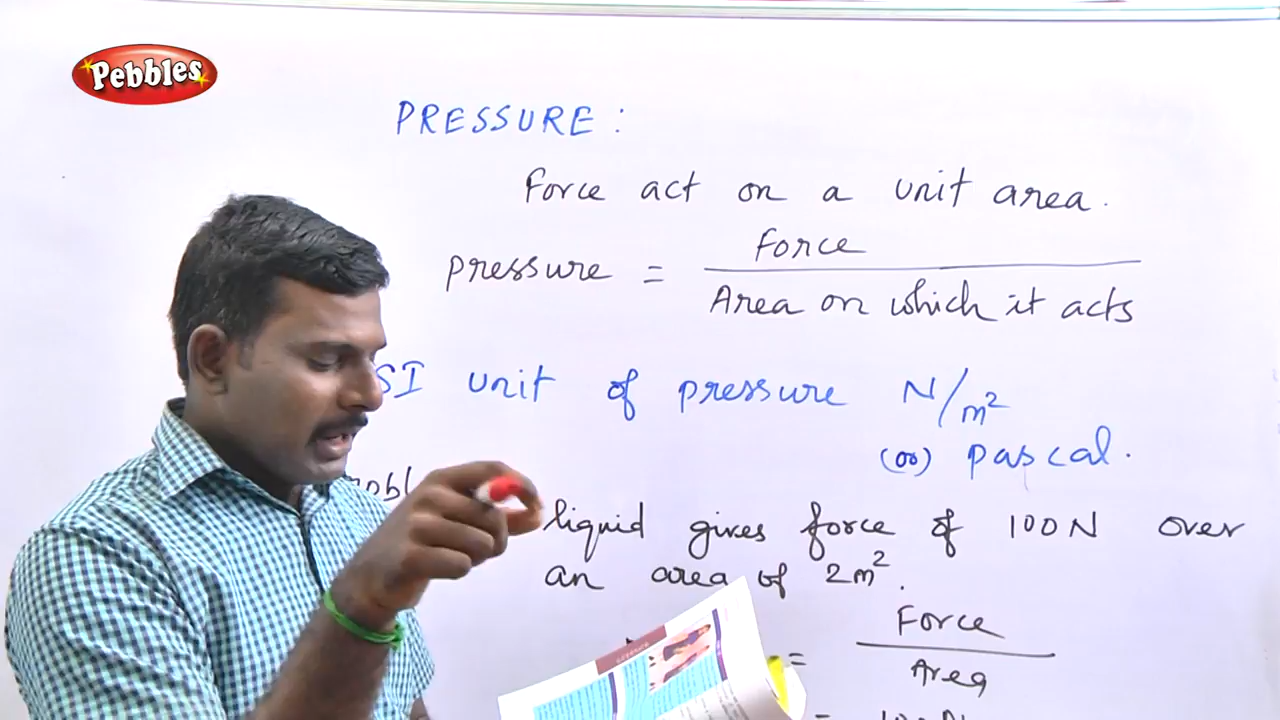 Pebbles
PRESSURE :
Force act on a unit area.
Pressure = Force
Area on which it acts
SI unit of pressure N/m²
(or) pascal.
liquid gives force of 100N over
an area of 2m².
= Force
Area
=